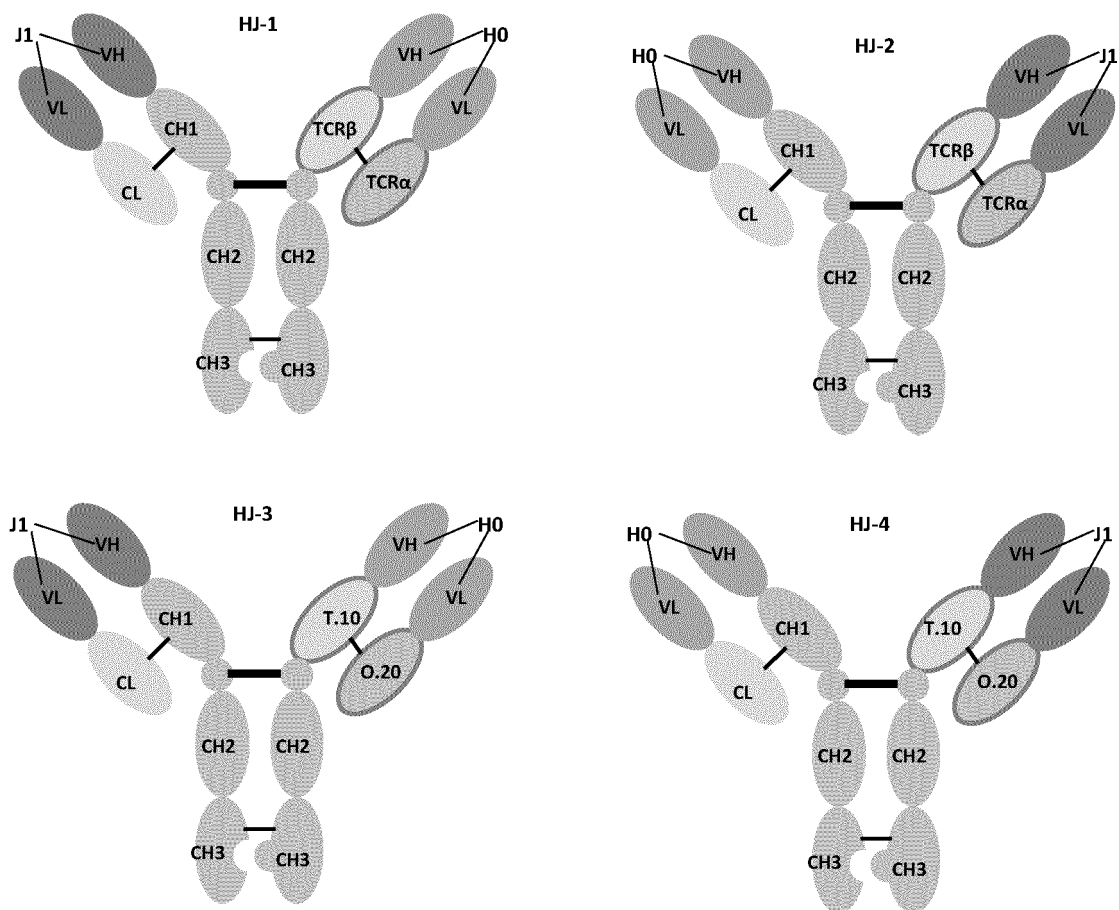 HJ-1
J1
VH
VL
CH1
CL
VH
H0
VL
TCRβ
TCRα
CH2
CH2
CH3
CH3
HJ-2
H0
VH
VL
CH1
CL
VH
J1
VL
TCRβ
TCRα
CH2
CH2
CH3
CH3
HJ-3
J1
VH
VL
CH1
CL
VH
H0
VL
T.10
O.20
CH2
CH2
CH3
CH3
HJ-4
H0
VH
VL
CH1
CL
VH
J1
VL
T.10
O.20
CH2
CH2
CH3
CH3